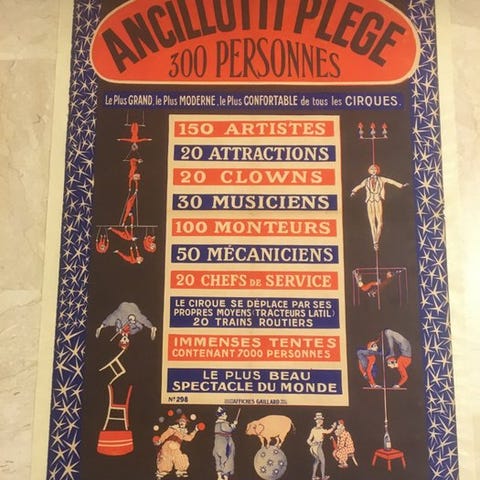 ANCILLOTTI PLEGE
300 PERSONNES
Le Plus GRAND, le Plus MODERNE, le Plus CONFORTABLE de tous les CIRQUES.
150 ARTISTES
20 ATTRACTIONS
20 CLOWNS
30 MUSICIENS
100 MONTEURS
50 MÉCANICIENS
20 CHEFS DE SERVICE
LE CIRQUE SE DÉPLACE PAR SES
PROPRES MOYENS (TRACTEURS LATIL)
20 TRAINS ROUTIERS
IMMENSES TENTES
CONTENANT 7000 PERSONNES
LE PLUS BEAU
SPECTACLE DU MONDE
No 298
AFFICHES GAILLARD